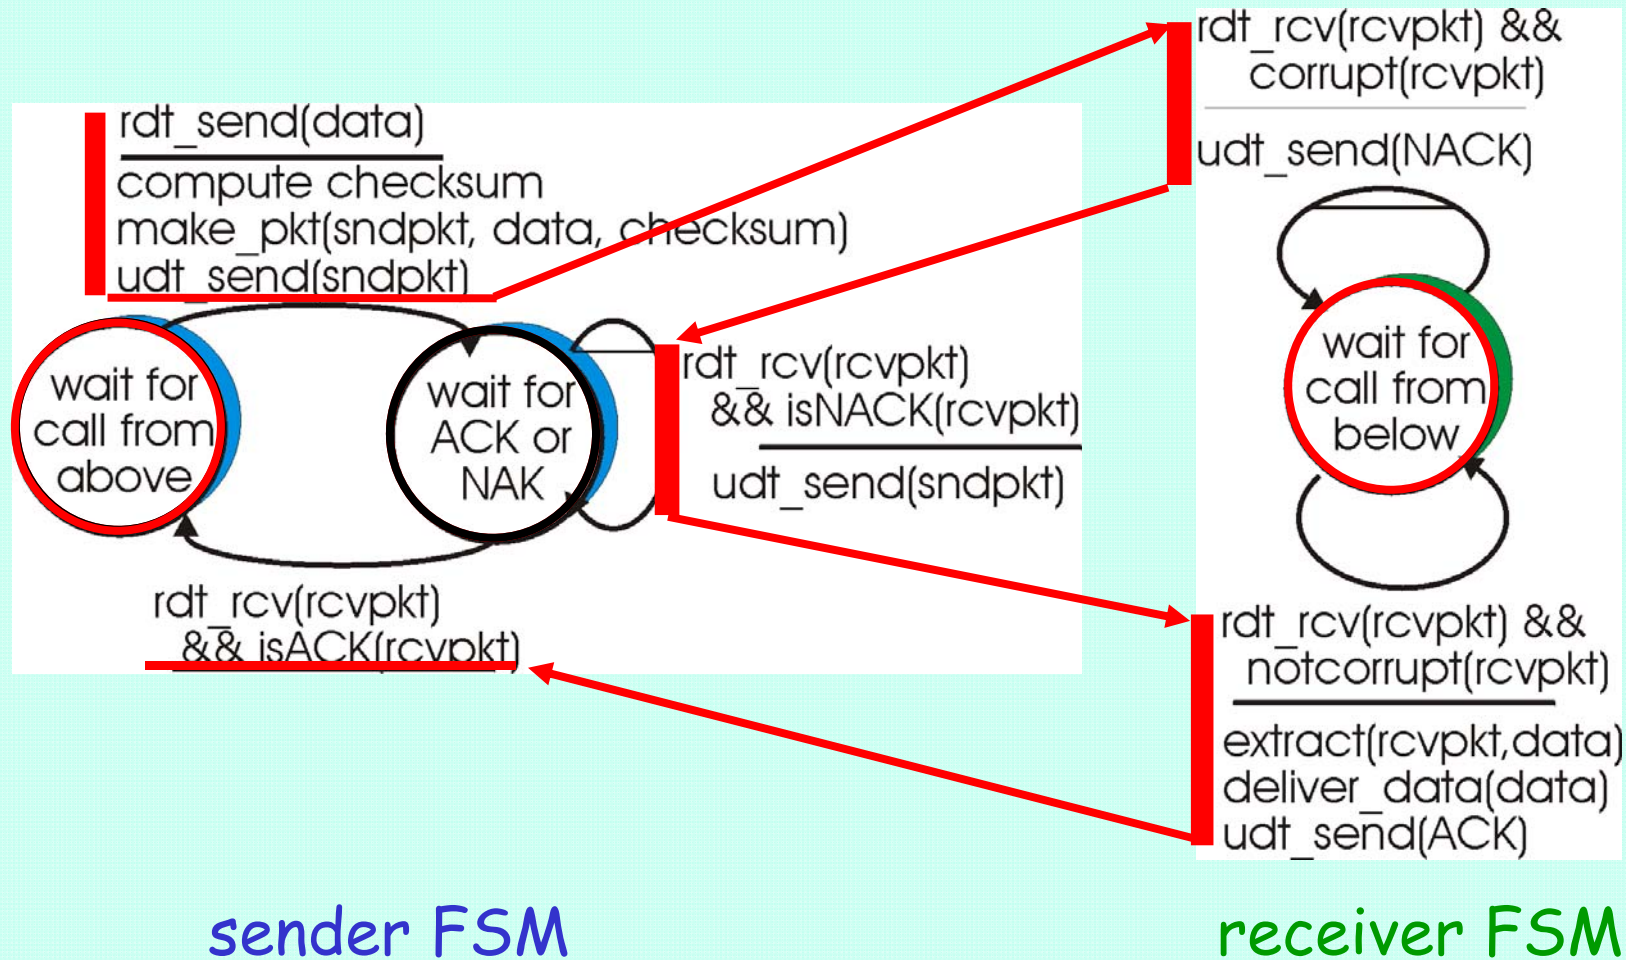 rdt_send(data)
compute checksum
make_pkt(sndpkt, data, checksum)
udt_send(sndpkt)
wait for
call from
above
wait for
ACK or
NAK
rdt_rcv(rcvpkt)
&& isNACK(rcvpkt)
udt_send(sndpkt)
rdt_rcv(rcvpkt)
&& isACK(rcvpkt)
sender FSM
rdt_rcv(rcvpkt) &&
corrupt(rcvpkt)
udt_send(NACK)
wait for
call from
below
rdt_rcv(rcvpkt) &&
notcorrupt(rcvpkt)
extract(rcvpkt,data)
deliver_data(data)
udt_send(ACK)
receiver FSM